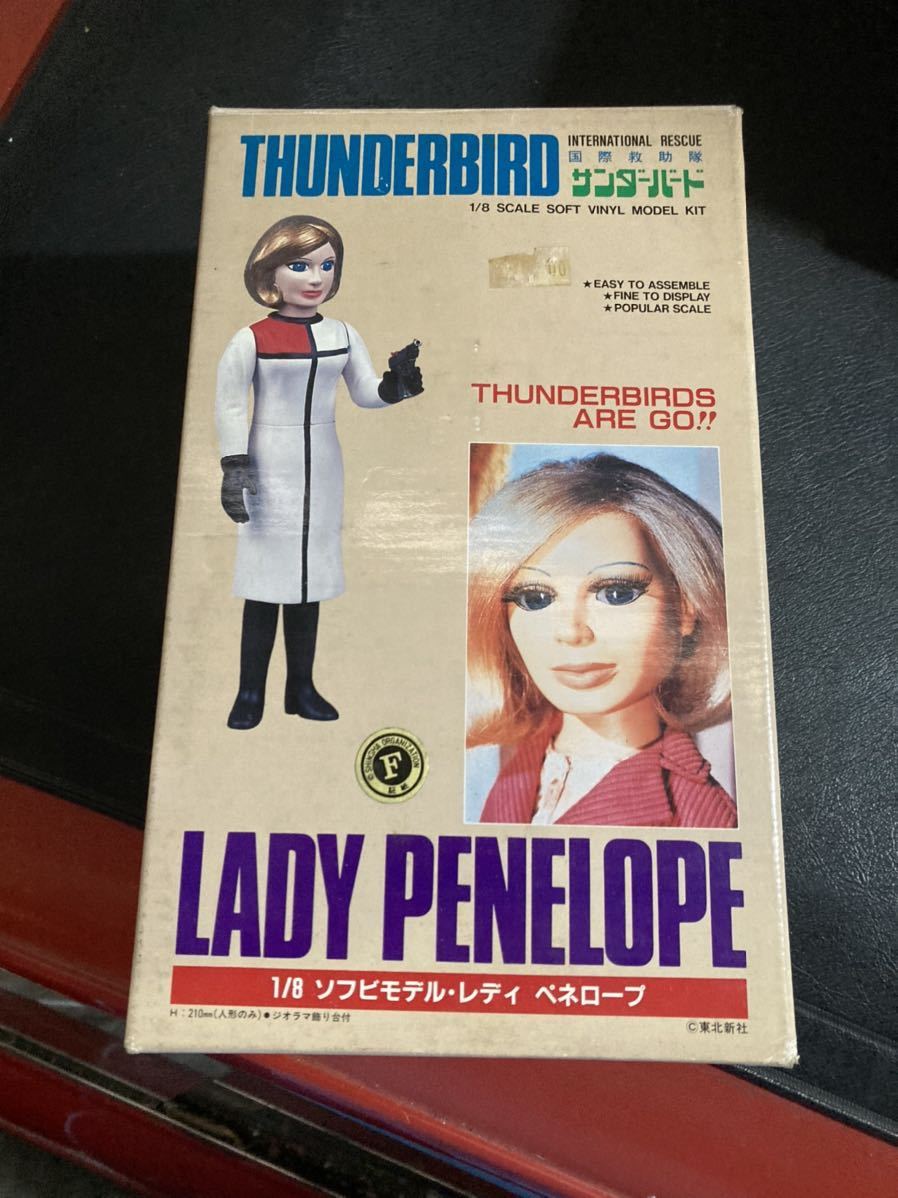 THUNDERBIRD
INTERNATIONAL RESCUE
国際救助隊
サンダーバード
1/8 SCALE SOFT VINYL MODEL KIT
00
★EASY TO ASSEMBLE
★FINE TO DISPLAY
★POPULAR SCALE
THUNDERBIRDS
ARE GO!!
F
LADY PENELOPE
1/8 ソフビモデル・レディ ペネロープ
H:210mm(人形のみ)●ジオラマ飾り台付
©東北新社